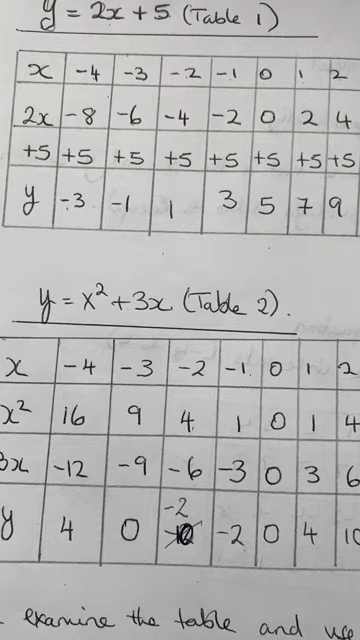 y = 2x + 5 (Table 1)
x -4 -3 -2 -1 0 1 2
2x -8 -6 -4 -2 0 2 4
+5 +5 +5 +5 +5 +5 +5 +5
y -3 -1 1 3 5 7 9
y = x² + 3x (Table 2).
x -4 -3 -2 -1 0 1 2
x² 16 9 4 1 0 1 4
3x -12 -9 -6 -3 0 3 6
y 4 0 -2 -2 0 4 10
examine the table and